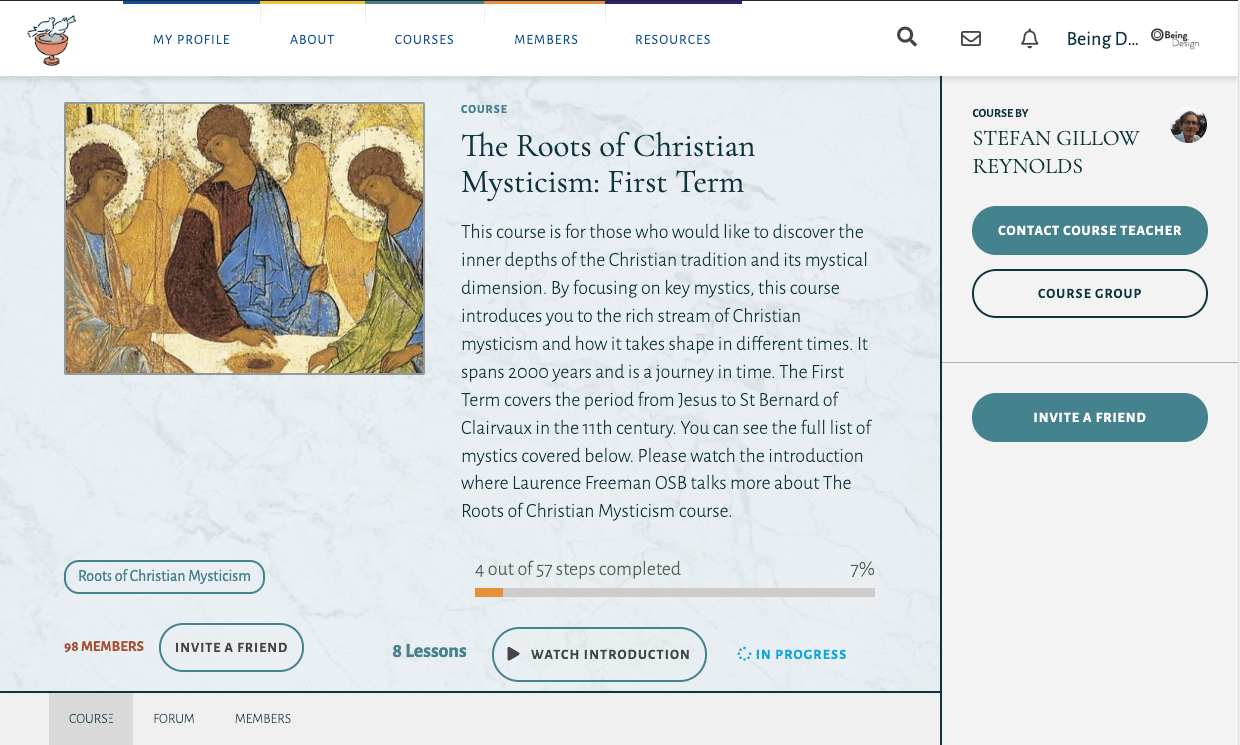 MY PROFILE
ABOUT
COURSES
MEMBERS
RESOURCES
Being D...
Being
Design
COURSE
The Roots of Christian
Mysticism: First Term
This course is for those who would like to discover the
inner depths of the Christian tradition and its mystical
dimension. By focusing on key mystics, this course
introduces you to the rich stream of Christian
mysticism and how it takes shape in different times. It
spans 2000 years and is a journey in time. The First
Term covers the period from Jesus to St Bernard of
Clairvaux in the 11th century. You can see the full list of
mystics covered below. Please watch the introduction
where Laurence Freeman OSB talks more about The
Roots of Christian Mysticism course.
Roots of Christian Mysticism
4 out of 57 steps completed
7%
98 MEMBERS
INVITE A FRIEND
8 Lessons
WATCH INTRODUCTION
IN PROGRESS
COURSE
FORUM
MEMBERS
COURSE BY
STEFAN GILLOW
REYNOLDS
CONTACT COURSE TEACHER
COURSE GROUP
INVITE A FRIEND